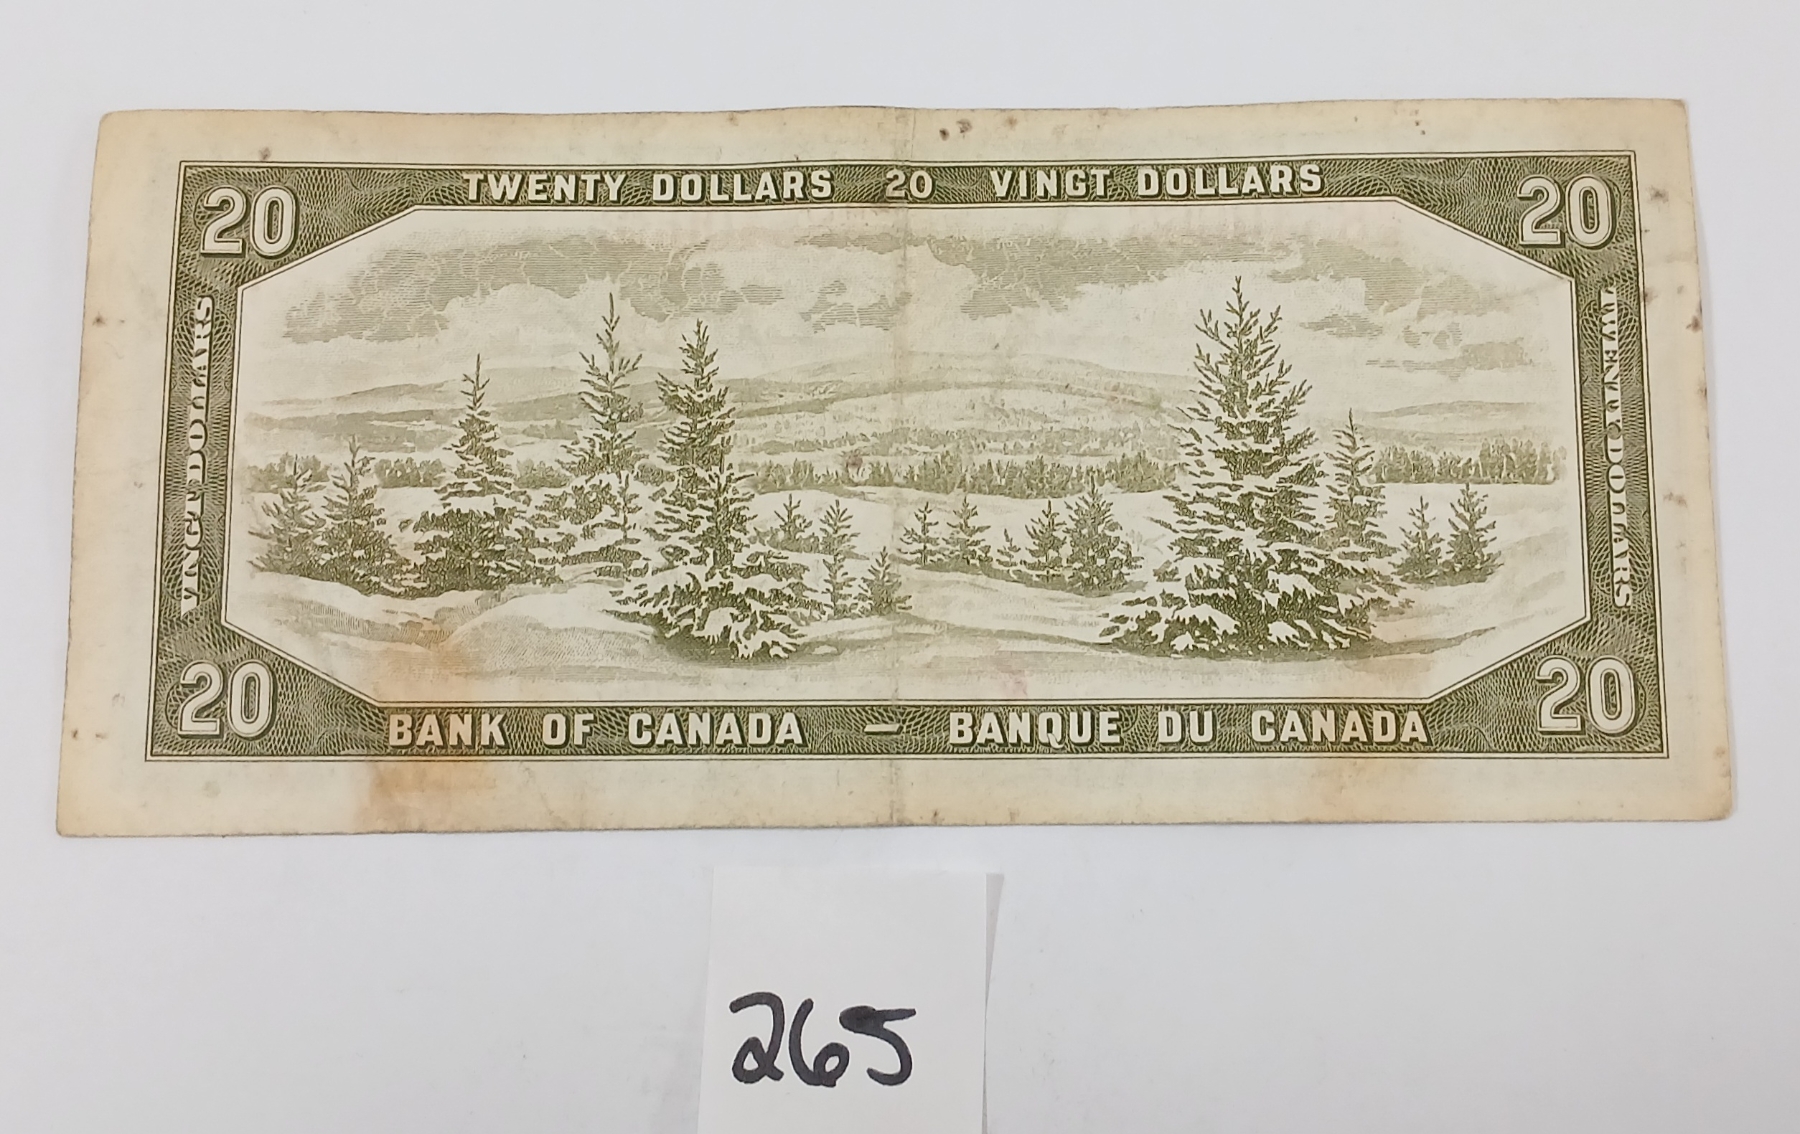 TWENTY DOLLARS 20 VINGT DOLLARS
20
20
VINGT DOLLARS
TWENTY DOLLARS
20
20
BANK OF CANADA — BANQUE DU CANADA
265